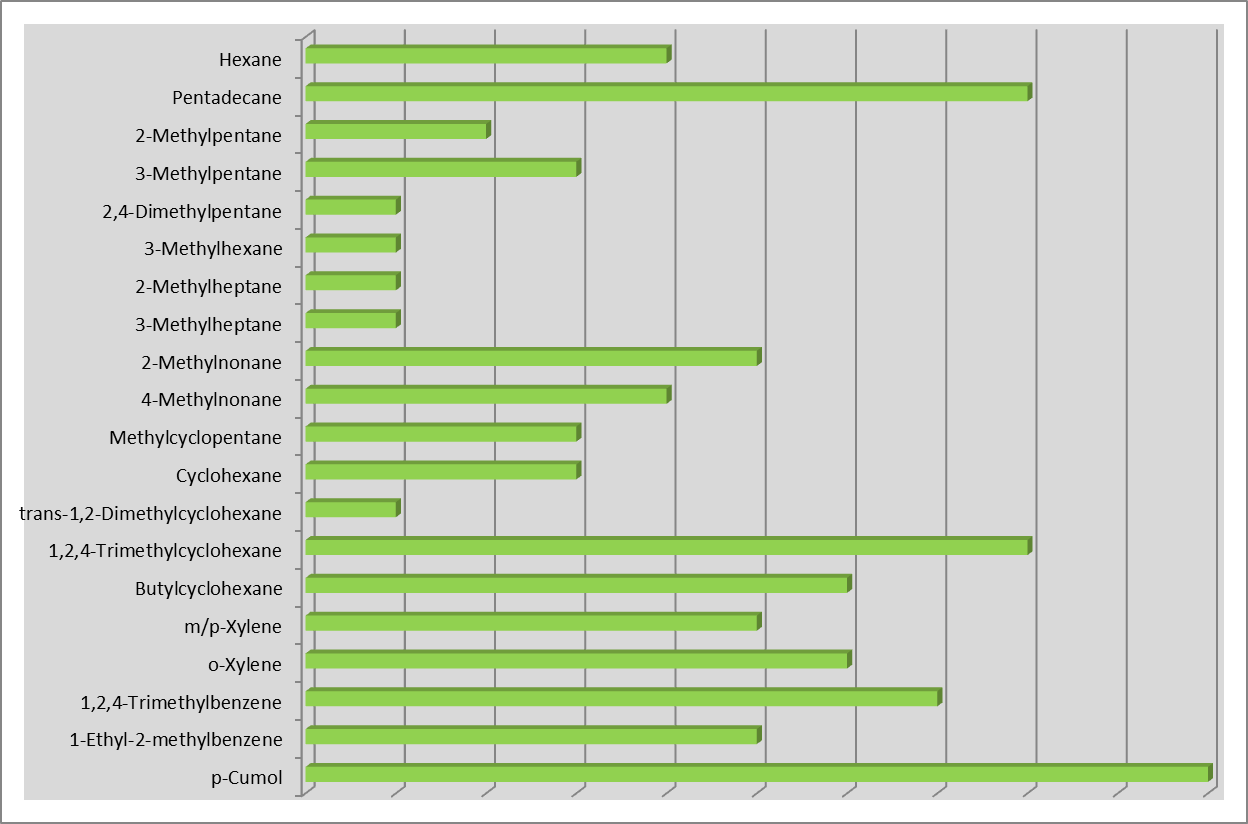 Hexane
Pentadecane
2-Methylpentane
3-Methylpentane
2,4-Dimethylpentane
3-Methylhexane
2-Methylheptane
3-Methylheptane
2-Methylnonane
4-Methylnonane
Methylcyclopentane
Cyclohexane
trans-1,2-Dimethylcyclohexane
1,2,4-Trimethylcyclohexane
Butylcyclohexane
m/p-Xylene
o-Xylene
1,2,4-Trimethylbenzene
1-Ethyl-2-methylbenzene
p-Cumol